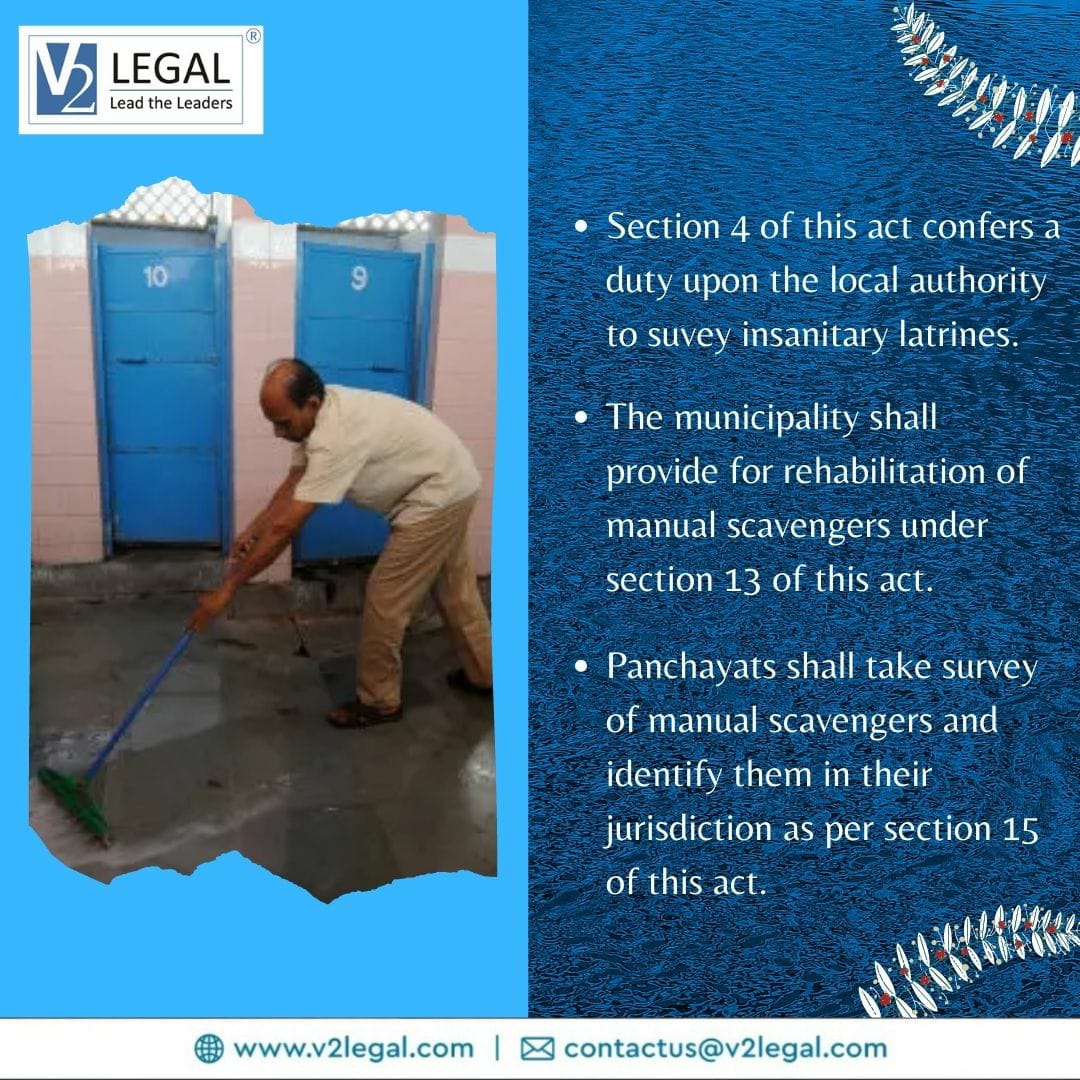 V2 LEGAL ®
Lead the Leaders
10
9
• Section 4 of this act confers a
duty upon the local authority
to suvey insanitary latrines.
• The municipality shall
provide for rehabilitation of
manual scavengers under
section 13 of this act.
• Panchayats shall take survey
of manual scavengers and
identify them in their
jurisdiction as per section 15
of this act.
www.v2legal.com | contactus@v2legal.com